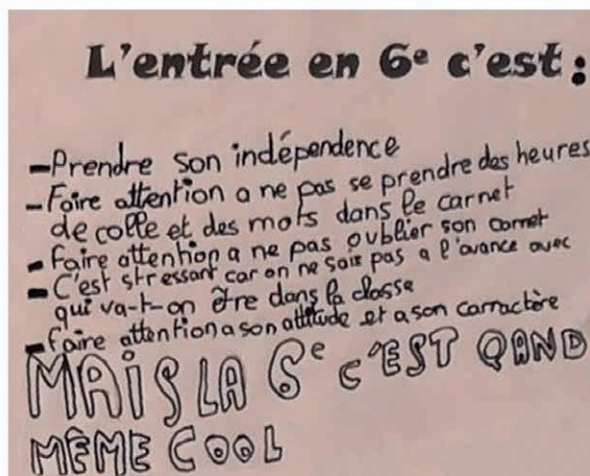 L'entrée en 6e c'est :
-Prendre son indépendence
-Faire attention a ne pas se prendre des heures
de colle et des mots dans le carnet
-Faire attention a ne pas oublier son carnet
-C'est stressant car on ne sais pas a l'avance avec
qui va-t-on être dans la classe
-Faire attention a son attitude et a son carractère
MAIS LA 6e C'EST QAND
MÊME COOL